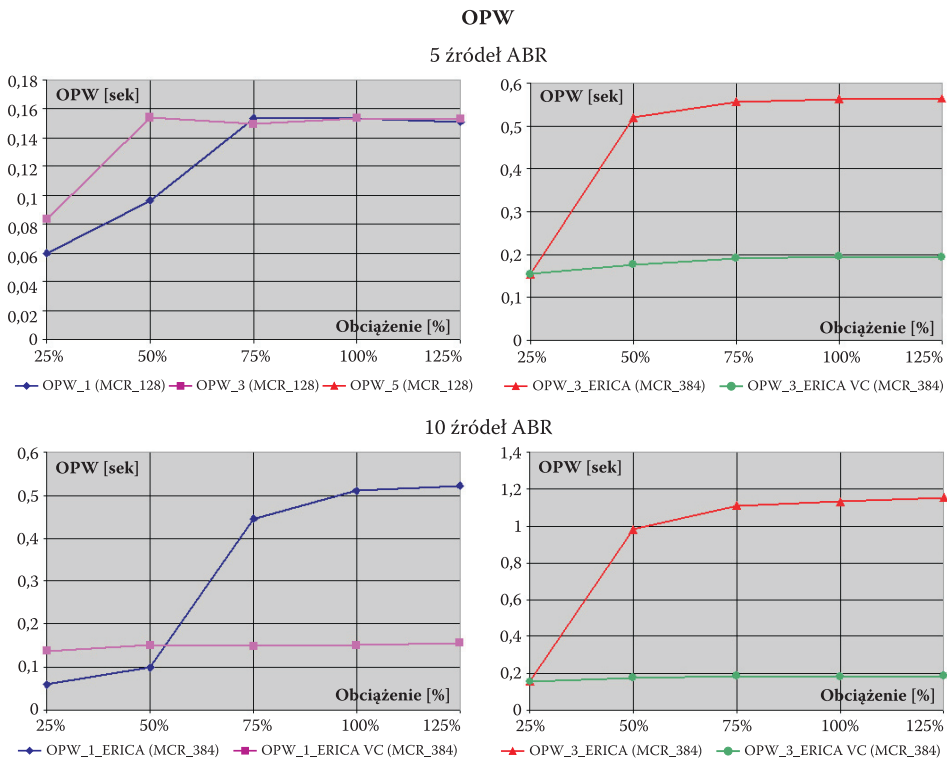 OPW
5 źródeł ABR
OPW [sek]
0,18
0,16
0,14
0,12
0,1
0,08
0,06
0,04
0,02
0
Obciążenie [%]
25% 50% 75% 100% 125%
OPW_1 (MCR_128) OPW_3 (MCR_128) OPW_5 (MCR_128)
OPW [sek]
0,6
0,5
0,4
0,3
0,2
0,1
0
Obciążenie [%]
25% 50% 75% 100% 125%
OPW_3_ERICA (MCR_384) OPW_3_ERICA VC (MCR_384)
10 źródeł ABR
OPW [sek]
0,6
0,5
0,4
0,3
0,2
0,1
0
Obciążenie [%]
25% 50% 75% 100% 125%
OPW_1_ERICA (MCR_384) OPW_1_ERICA VC (MCR_384)
OPW [sek]
1,4
1,2
1
0,8
0,6
0,4
0,2
0
Obciążenie [%]
25% 50% 75% 100% 125%
OPW_3_ERICA (MCR_384) OPW_3_ERICA VC (MCR_384)